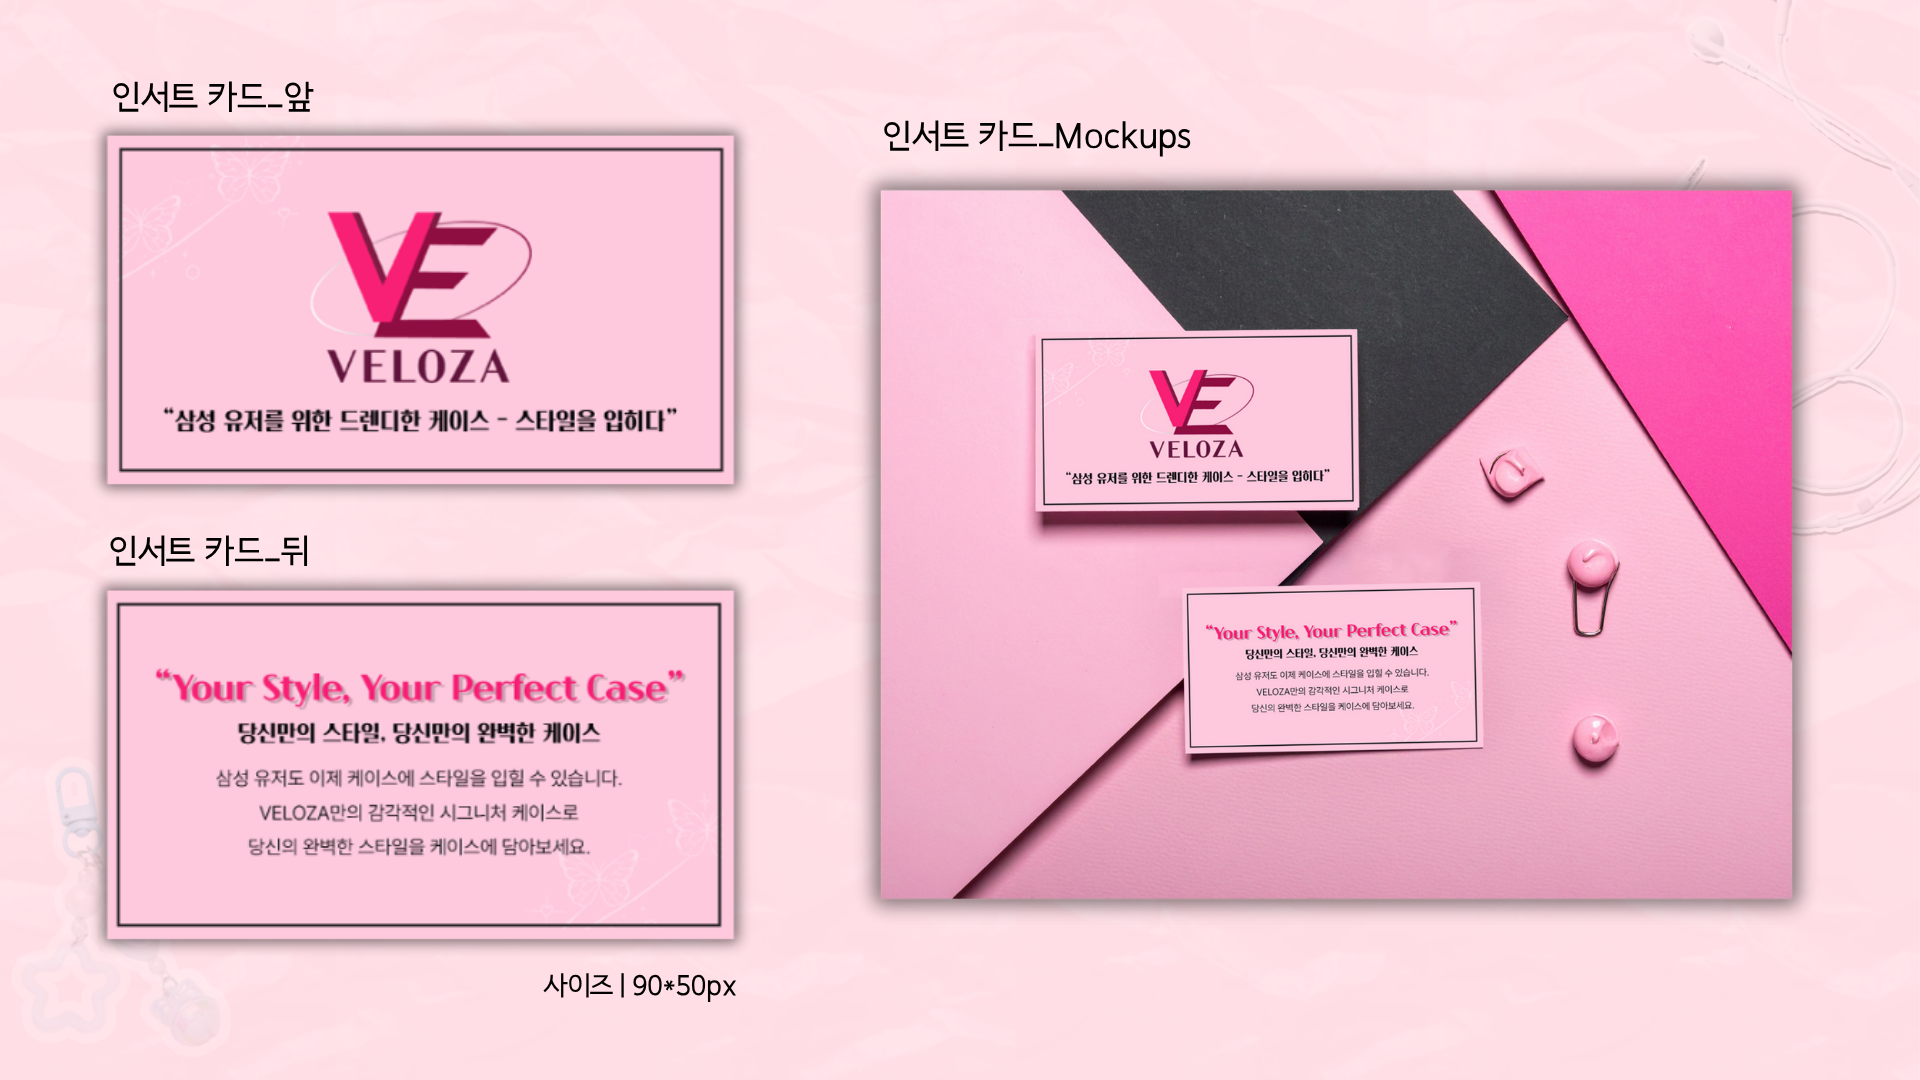 인서트 카드_앞
VE
VELOZA
“삼성 유저를 위한 드렌디한 케이스 - 스타일을 입히다”
인서트 카드_뒤
“Your Style, Your Perfect Case”
당신만의 스타일, 당신만의 완벽한 케이스
삼성 유저도 이제 케이스에 스타일을 입힐 수 있습니다.
VELOZA만의 감각적인 시그니처 케이스로
당신의 완벽한 스타일을 케이스에 담아보세요.
사이즈 | 90*50px
인서트 카드_Mockups
VE
VELOZA
“삼성 유저를 위한 드렌디한 케이스 - 스타일을 입히다”
“Your Style, Your Perfect Case”
당신만의 스타일, 당신만의 완벽한 케이스
삼성 유저도 이제 케이스에 스타일을 입힐 수 있습니다.
VELOZA만의 감각적인 시그니처 케이스로
당신의 완벽한 스타일을 케이스에 담아보세요.